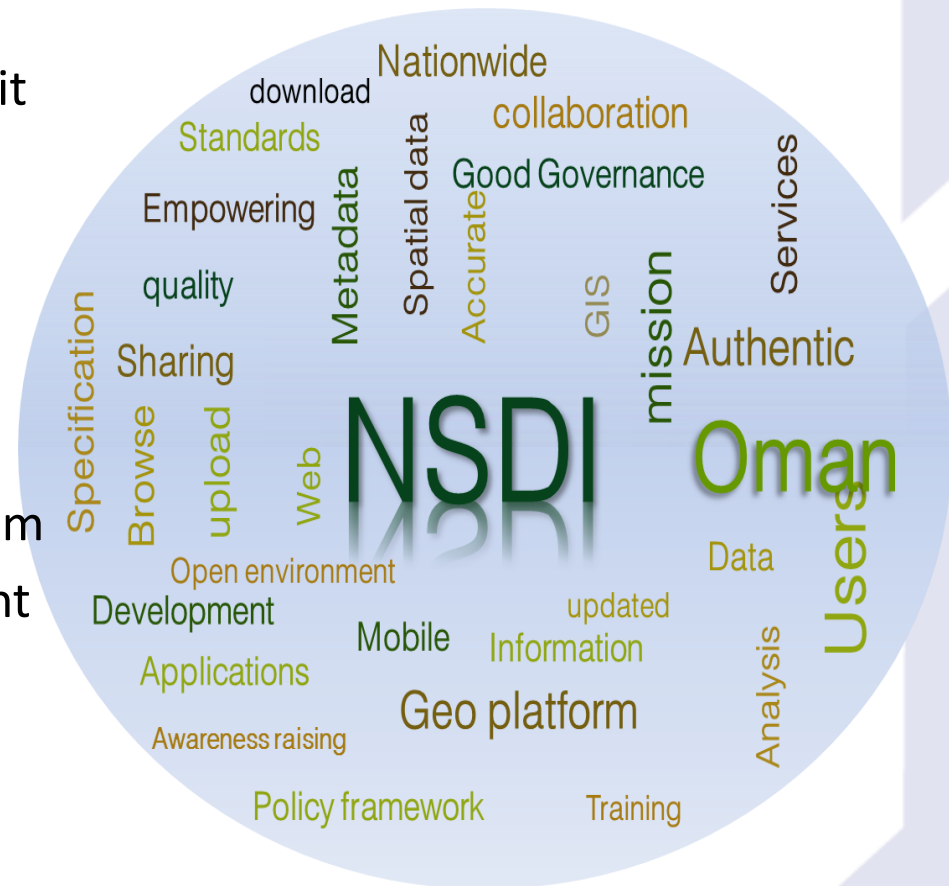 it
m
nt
Nationwide
download
collaboration
Standards
Spatial data
Good Governance
Services
Empowering
Metadata
Accurate
quality
GIS
mission
Specification
Sharing
Authentic
Browse
upload
Web
NSDI
Oman
Users
Open environment
Data
Development
updated
Mobile
Information
Applications
Analysis
Geo platform
Awareness raising
Policy framework
Training